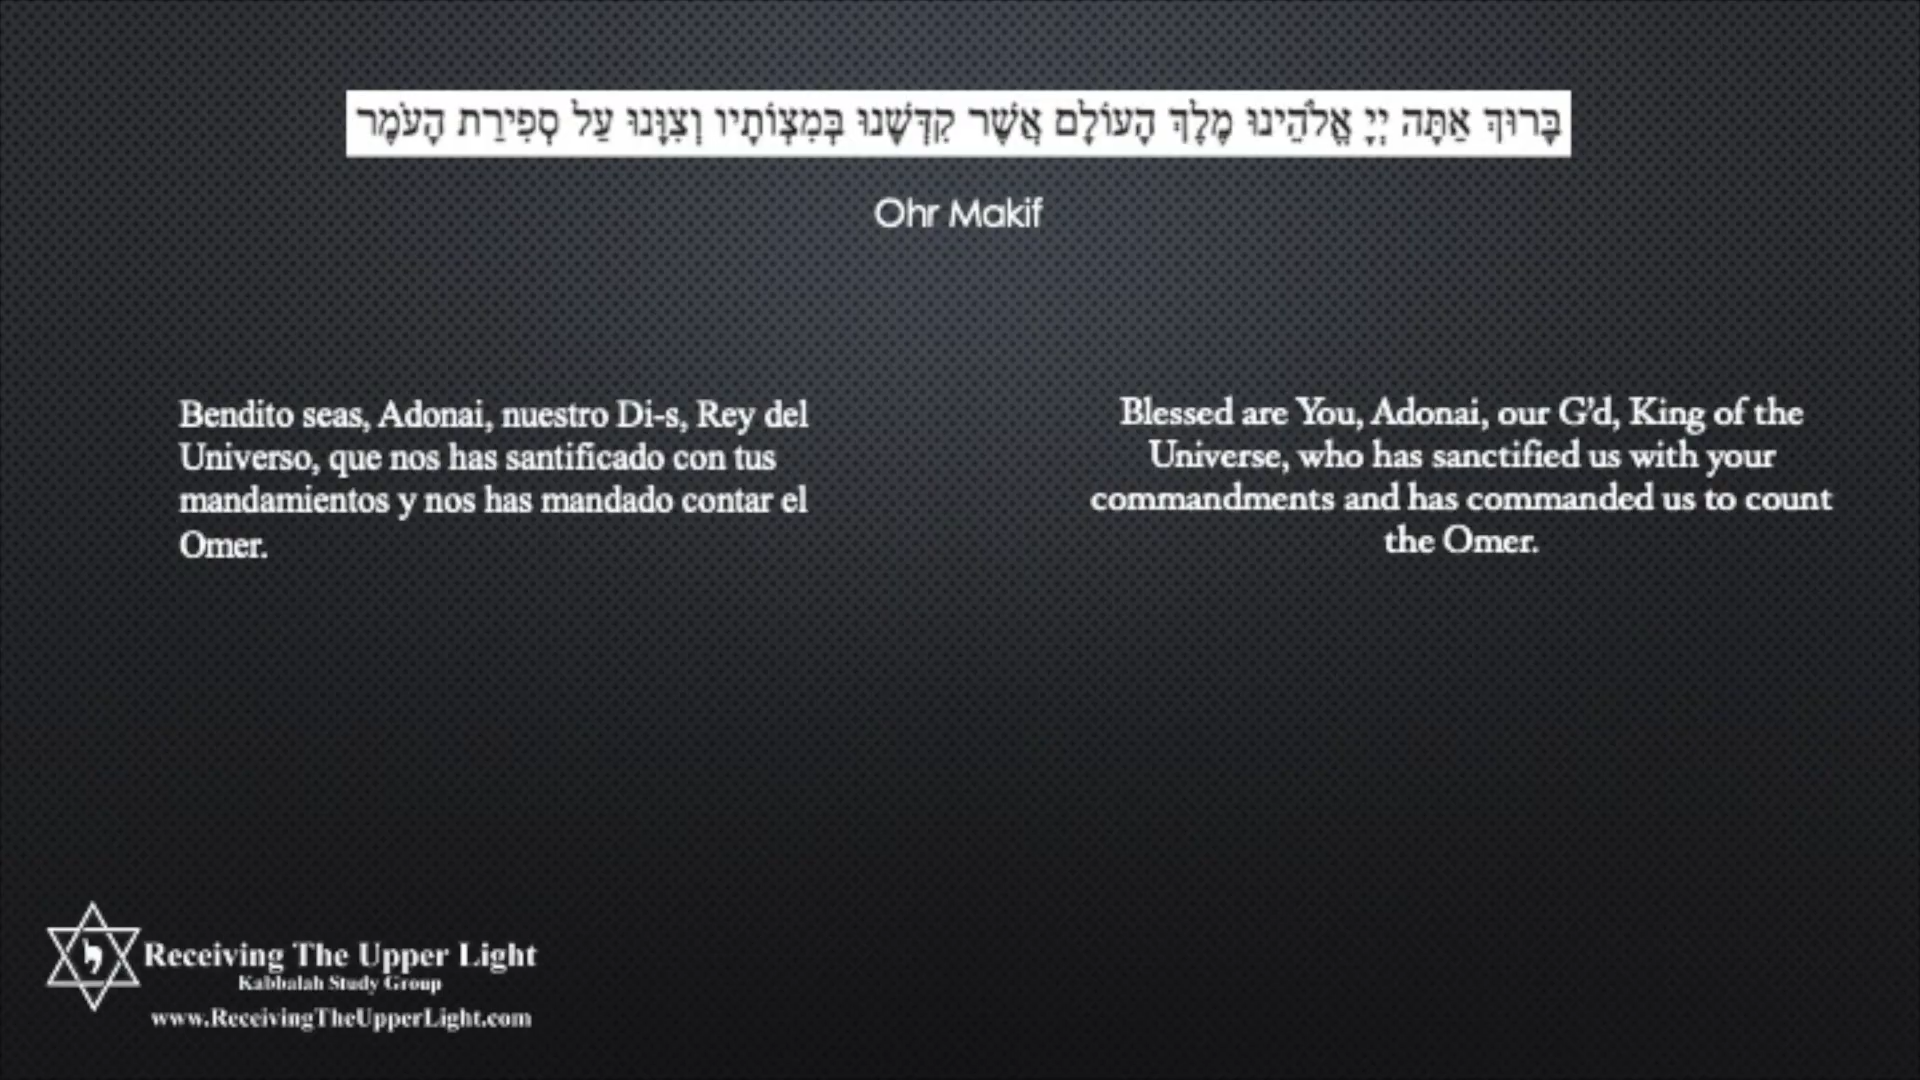 בָּרוּךְ אַתָּה יְיָ אֱלֹהֵינוּ מֶלֶךְ הָעוֹלָם אֲשֶׁר קִדְּשָׁנוּ בְּמִצְוֹתָיו וְצִוָּנוּ עַל סְפִירַת הָעֹמֶר
Ohr Makif
Bendito seas, Adonai, nuestro Di-s, Rey del
Universo, que nos has santificado con tus
mandamientos y nos has mandado contar el
Omer.
Blessed are You, Adonai, our G'd, King of the
Universe, who has sanctified us with your
commandments and has commanded us to count
the Omer.
י
Receiving The Upper Light
Kabbalah Study Group
www.ReceivingTheUpperLight.com